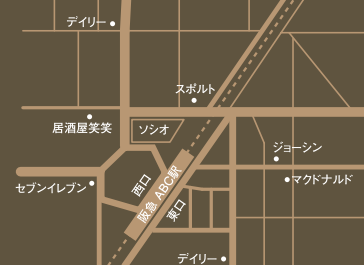 デイリー
スポルト
居酒屋笑笑
ソシオ
ジョーシン
セブンイレブン
西口
阪急 ABC駅
東口
マクドナルド
デイリー